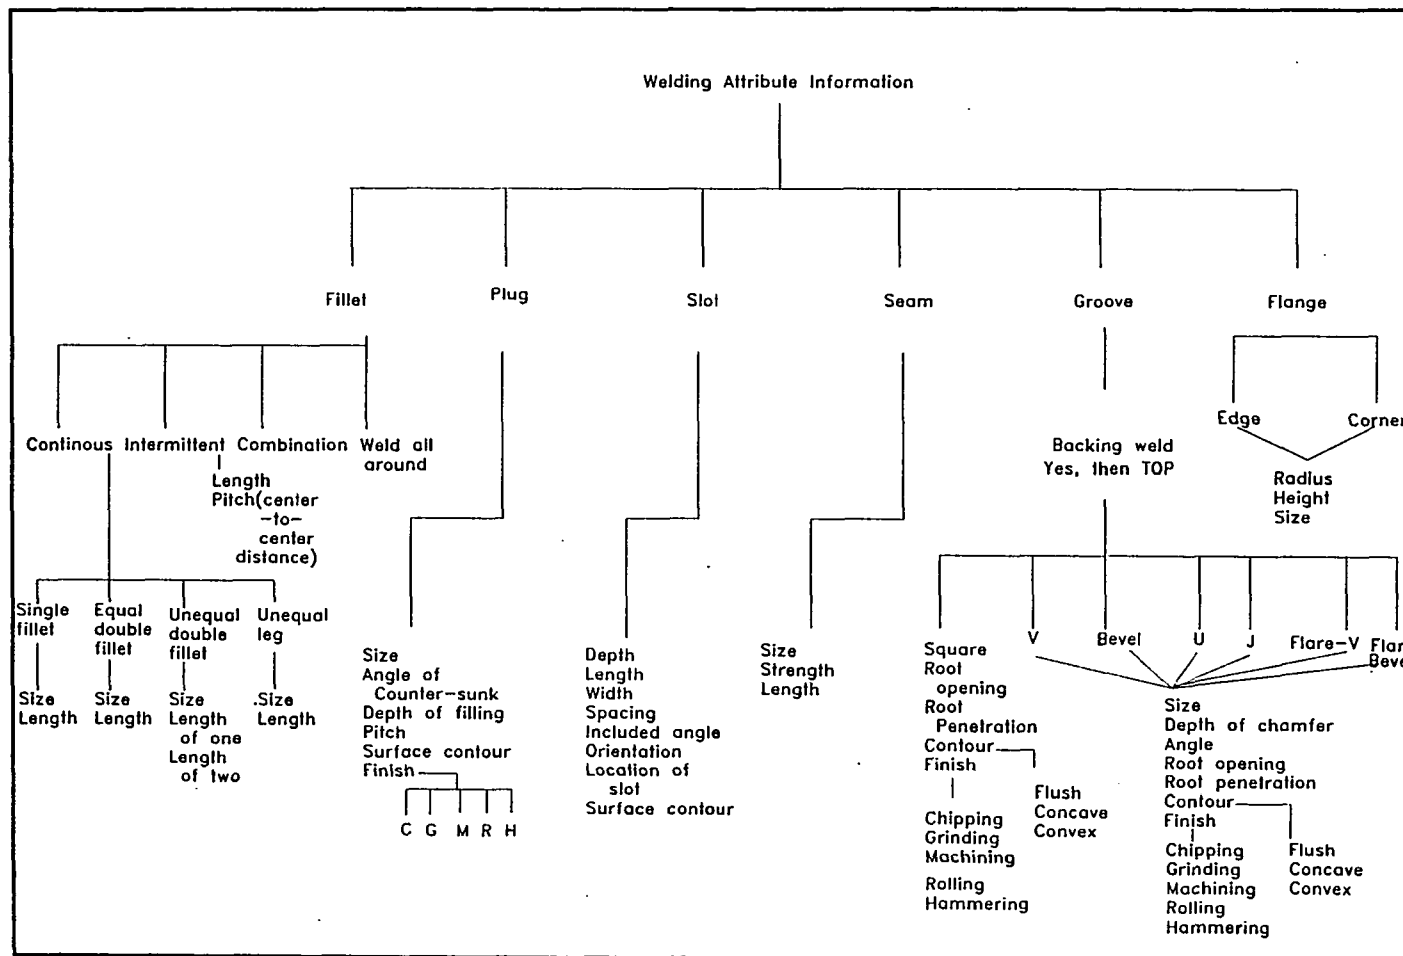 Welding Attribute Information
Fillet
Plug
Slot
Seam
Groove
Flange
Continous
Intermittent
Combination
Weld all
around
Length
Pitch(center
-to-
center
distance)
Single
fillet
Equal
double
fillet
Unequal
double
fillet
Unequal
leg
Size
Length
Size
Length
Size
Length
of one
Length
of two
.Size
Length
Size
Angle of
Counter-sunk
Depth of filling
Pitch
Surface contour
Finish
C G M R H
Depth
Length
Width
Spacing
Included angle
Orientation
Location of
slot
Surface contour
Size
Strength
Length
Backing weld
Yes, then TOP
Square
Root
opening
Root
Penetration
Contour
Finish
Chipping
Grinding
Machining
Rolling
Hammering
Flush
Concave
Convex
V
Bevel
U
J
Flare-V
Flar
Beve
Size
Depth of chamfer
Angle
Root opening
Root penetration
Contour
Finish
Chipping
Grinding
Machining
Rolling
Hammering
Flush
Concave
Convex
Edge
Corner
Radius
Height
Size